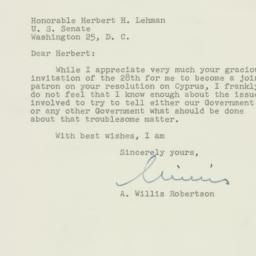 Honorable Herbert H. Lehman
U. S. Senate
Washington 25, D. C.
Dear Herbert:
While I appreciate very much your gracious
invitation of the 28th for me to become a joint
patron on your resolution on Cyprus, I frankly
do not feel that I know enough about the issue
involved to try to tell either our Government
or any other Government what should be done
about that troublesome matter.
With best wishes, I am
Sincerely yours,
Willis
A. Willis Robertson